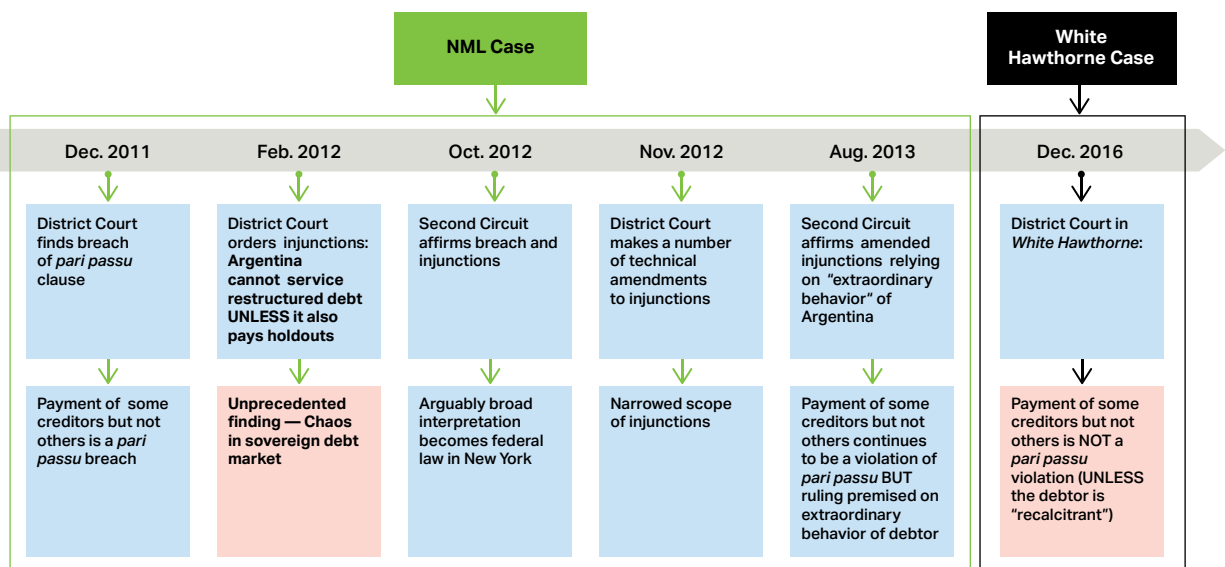 NML Case
White
Hawthorne Case
Dec. 2011
Feb. 2012
Oct. 2012
Nov. 2012
Aug. 2013
Dec. 2016
District Court
finds breach
of pari passu
clause
District Court
orders injunctions:
Argentina
cannot service
restructured debt
UNLESS it also
pays holdouts
Second Circuit
affirms breach and
injunctions
District Court
makes a number
of technical
amendments
to injunctions
Second Circuit
affirms amended
injunctions relying
on “extraordinary
behavior“ of
Argentina
District Court in
White Hawthorne:
Payment of some
creditors but not
others is a pari
passu breach
Unprecedented
finding — Chaos
in sovereign debt
market
Arguably broad
interpretation
becomes federal
law in New York
Narrowed scope
of injunctions
Payment of some
creditors but not
others continues
to be a violation of
pari passu BUT
ruling premised on
extraordinary
behavior of debtor
Payment of some
creditors but not
others is NOT a
pari passu
violation (UNLESS
the debtor is
“recalcitrant”)